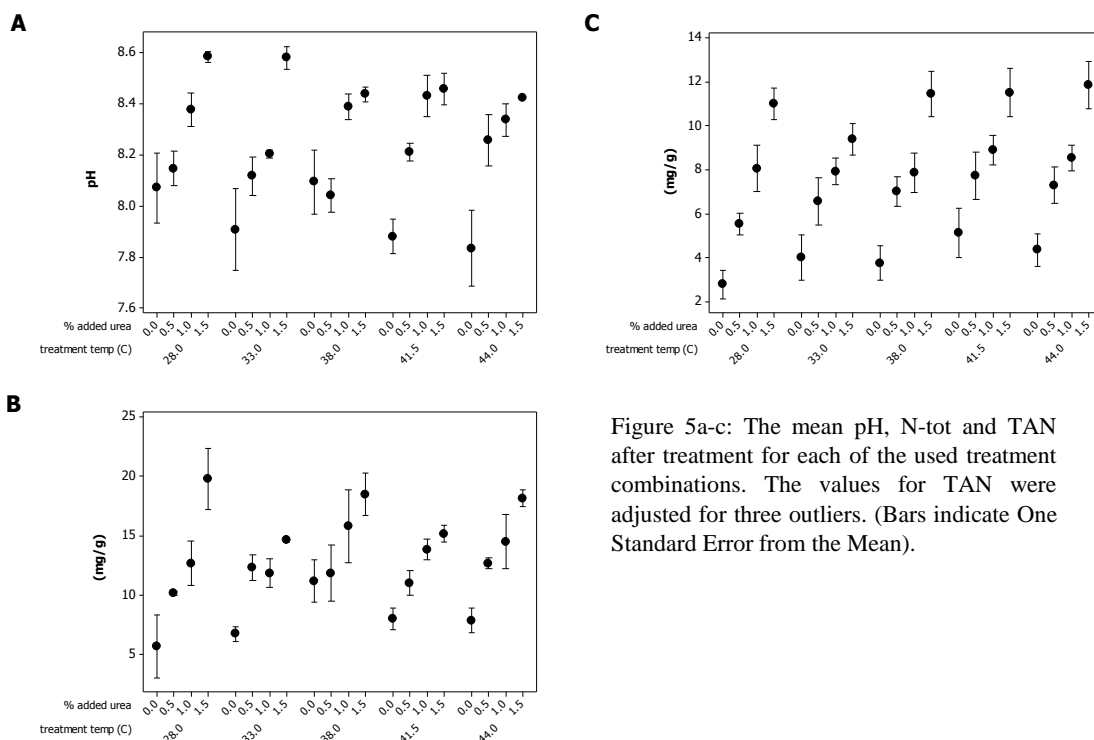 A
8.6
8.4
8.2
8.0
7.8
7.6
pH
% added urea
0.0 0.5 1.0 1.5 0.0 0.5 1.0 1.5 0.0 0.5 1.0 1.5 0.0 0.5 1.0 1.5 0.0 0.5 1.0 1.5
treatment temp (C)
28.0 33.0 38.0 41.5 44.0
C
14
12
10
8
6
4
2
(mg/g)
% added urea
0.0 0.5 1.0 1.5 0.0 0.5 1.0 1.5 0.0 0.5 1.0 1.5 0.0 0.5 1.0 1.5 0.0 0.5 1.0 1.5
treatment temp (C)
28.0 33.0 38.0 41.5 44.0
B
25
20
15
10
5
(mg/g)
% added urea
0.0 0.5 1.0 1.5 0.0 0.5 1.0 1.5 0.0 0.5 1.0 1.5 0.0 0.5 1.0 1.5 0.0 0.5 1.0 1.5
treatment temp (C)
28.0 33.0 38.0 41.5 44.0
Figure 5a-c: The mean pH, N-tot and TAN
after treatment for each of the used treatment
combinations. The values for TAN were
adjusted for three outliers. (Bars indicate One
Standard Error from the Mean).